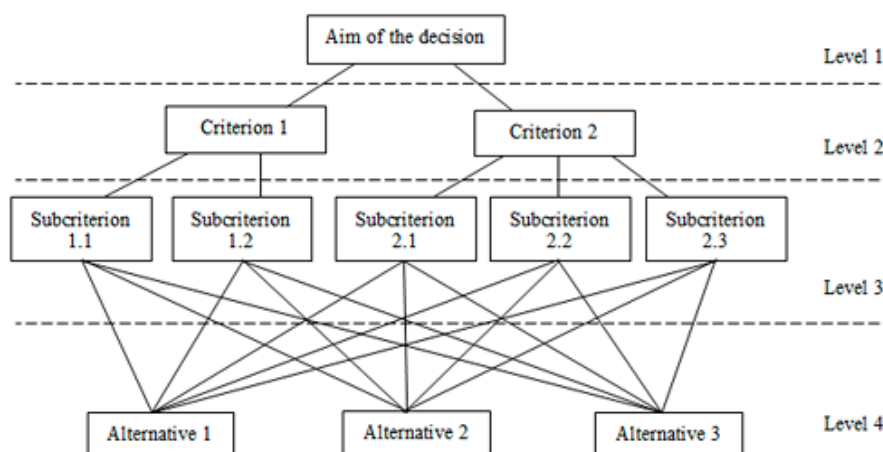 Aim of the decision
Level 1
Criterion 1
Criterion 2
Level 2
Subcriterion
1.1
Subcriterion
1.2
Subcriterion
2.1
Subcriterion
2.2
Subcriterion
2.3
Level 3
Alternative 1
Alternative 2
Alternative 3
Level 4